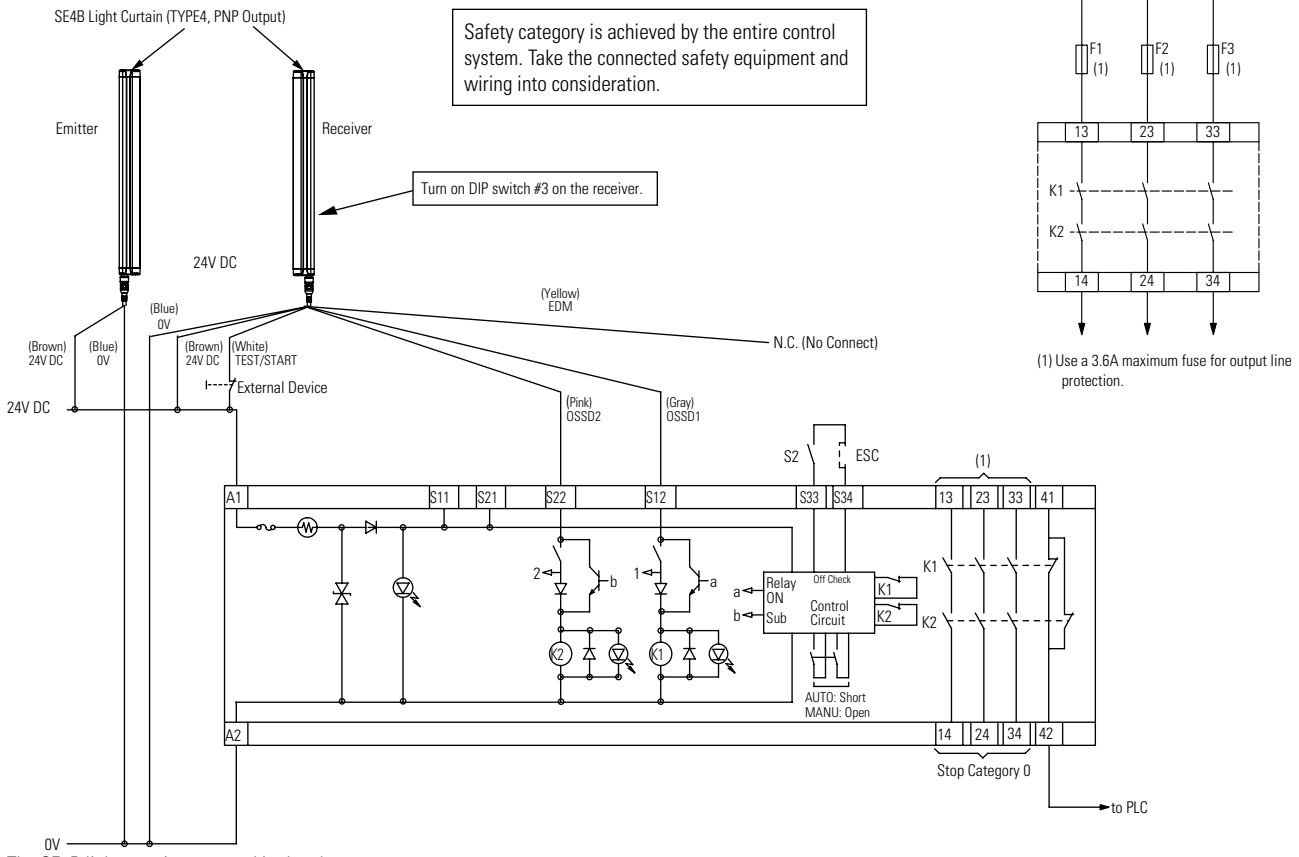 SE4B Light Curtain (TYPE4, PNP Output)
Safety category is achieved by the entire control
system. Take the connected safety equipment and
wiring into consideration.
F1
(1)
F2
(1)
F3
(1)
Emitter
Receiver
13
23
33
Turn on DIP switch #3 on the receiver.
K1
K2
24V DC
14
24
34
(Yellow)
EDM
(Blue)
0V
(Brown)
24V DC
(Blue)
0V
(Brown)
24V DC
(White)
TEST/START
N.C. (No Connect)
(1) Use a 3.6A maximum fuse for output line
protection.
External Device
24V DC
(Pink)
OSSD2
(Gray)
OSSD1
S2
ESC
(1)
A1
S11
S21
S22
S12
S33
S34
13
23
33
41
2
b
1
a
a
Relay
ON
b
Sub
Off Check
Control
Circuit
K1
K2
K1
K2
K2
K1
AUTO: Short
MANU: Open
A2
14
24
34
42
Stop Category 0
to PLC
0V